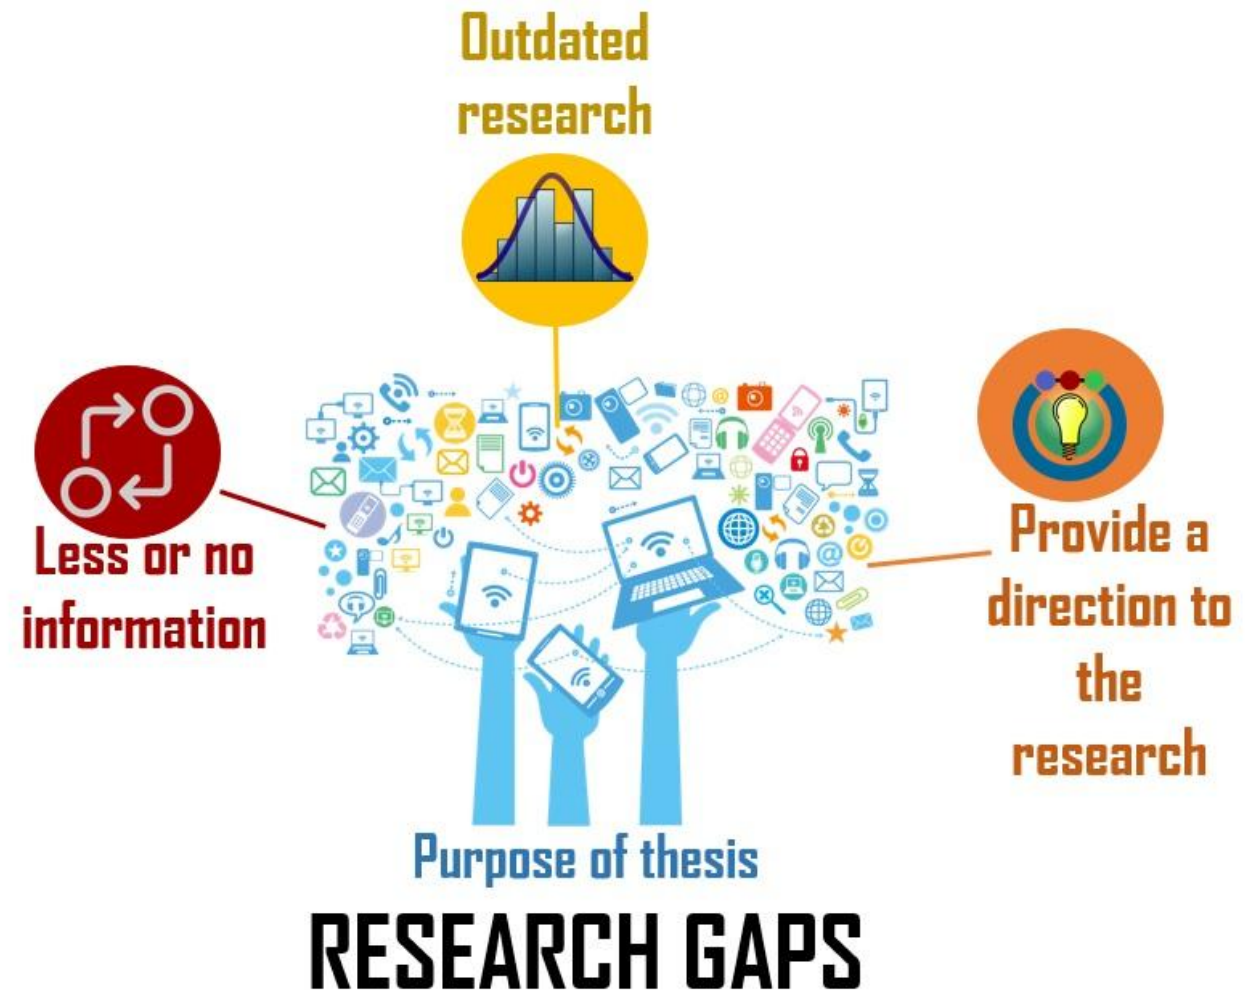 Outdated
research
Less or no
information
Provide a
direction to
the
research
Purpose of thesis
RESEARCH GAPS